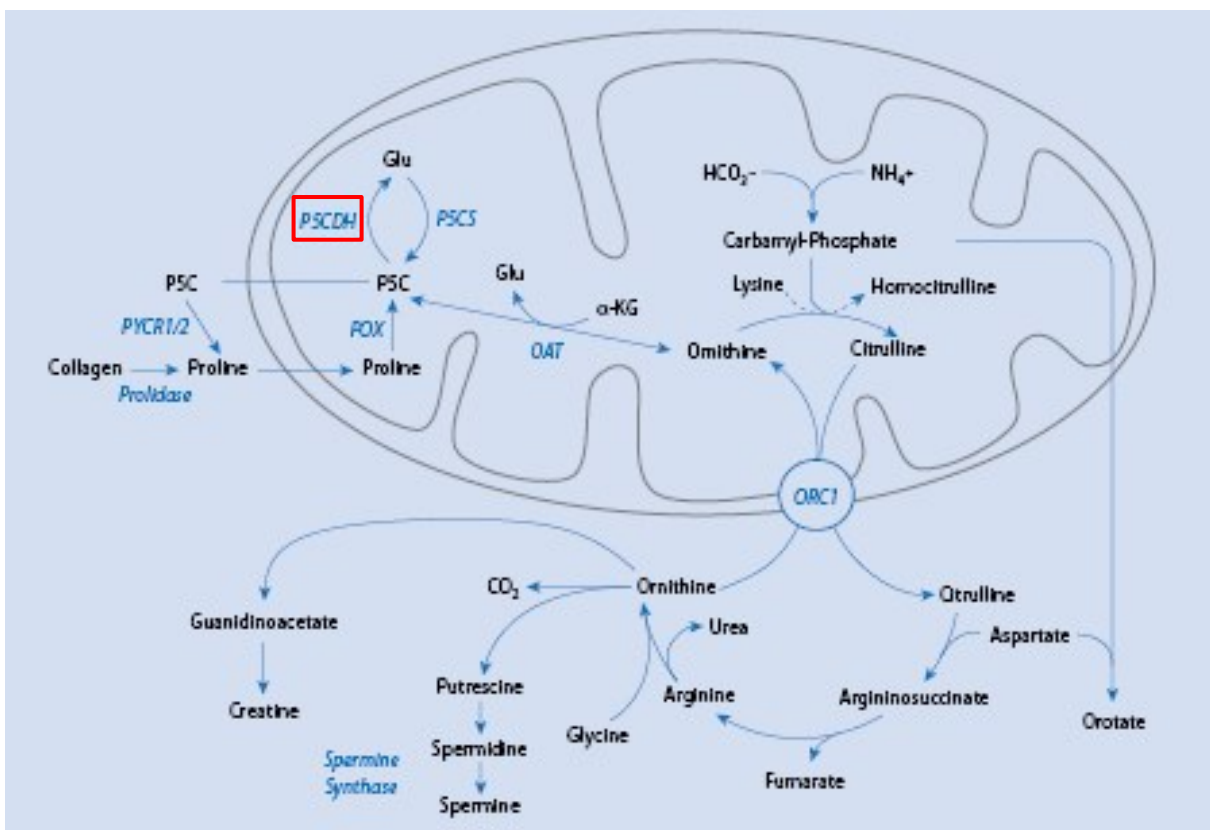 Glu
P5CDH
P5CS
HCO₂-
NH₄+
Carbamyl-Phosphate
P5C
P5C
Glu
α-KG
Lysine
Homocitrulline
PYCR1/2
POX
OAT
Ornithine
Citrulline
Collagen
Proline
Proline
Prolidase
ORC1
CO₂
Ornithine
Citrulline
Guanidinoacetate
Urea
Aspartate
Putrescine
Arginine
Argininosuccinate
Creatine
Glycine
Orotate
Spermine
Synthase
Spermidine
Fumarate
Spermine